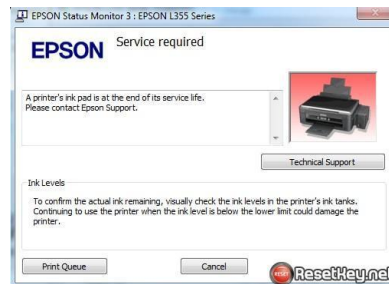 EPSON Status Monitor 3 : EPSON L355 Series
EPSON
Service required
A printer's ink pad is at the end of its service life.
Please contact Epson Support.
Technical Support
Ink Levels
To confirm the actual ink remaining, visually check the ink levels in the printer's ink tanks.
Continuing to use the printer when the ink level is below the lower limit could damage the
printer.
Print Queue
Cancel
RESET
ResetKey.net